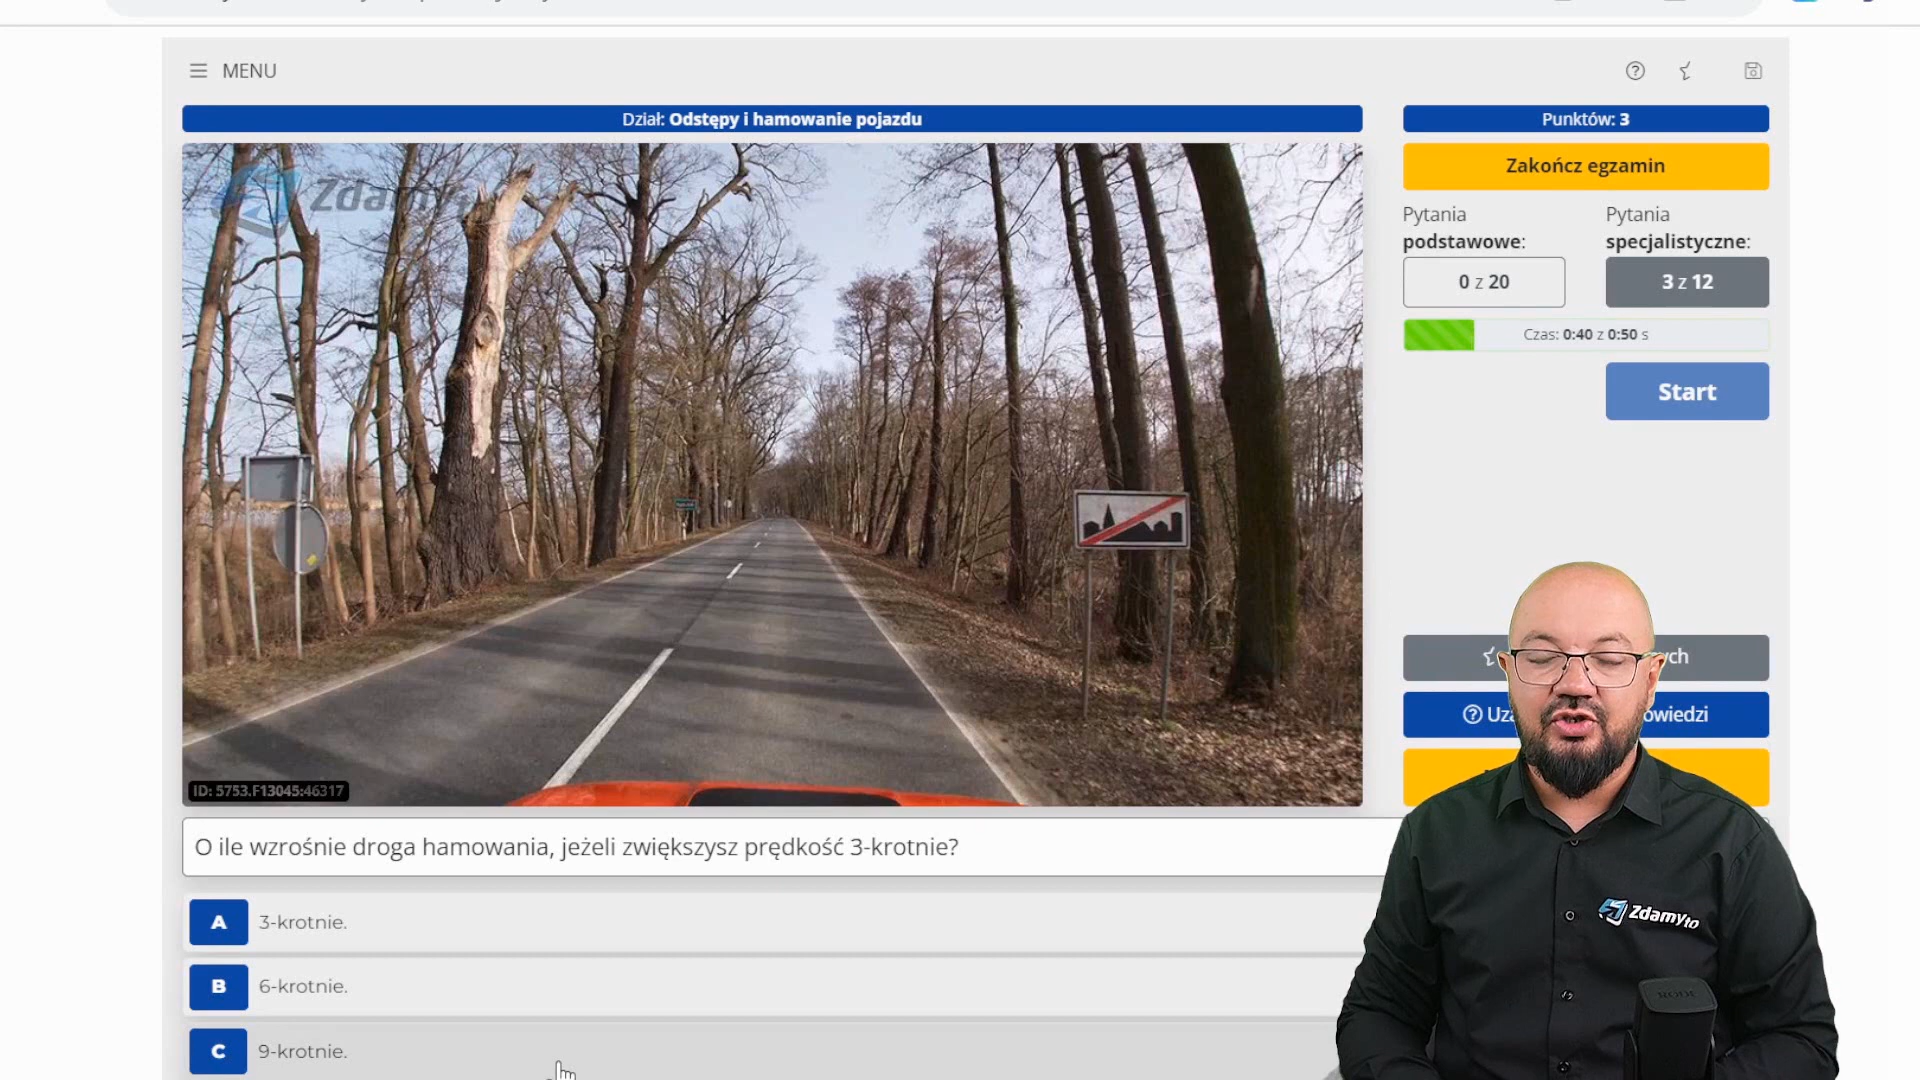 MENU
Dział: Odstępy i hamowanie pojazdu
Punktów: 3
Zakończ egzamin
Pytania podstawowe:
Pytania specjalistyczne:
0 z 20
3 z 12
Czas: 0:40 z 0:50 s
Start
Zdamyto
ID: 5753.F13045:46317
O ile wzrośnie droga hamowania, jeżeli zwiększysz prędkość 3-krotnie?
A 3-krotnie.
B 6-krotnie.
C 9-krotnie.
Zdamyto
RODE